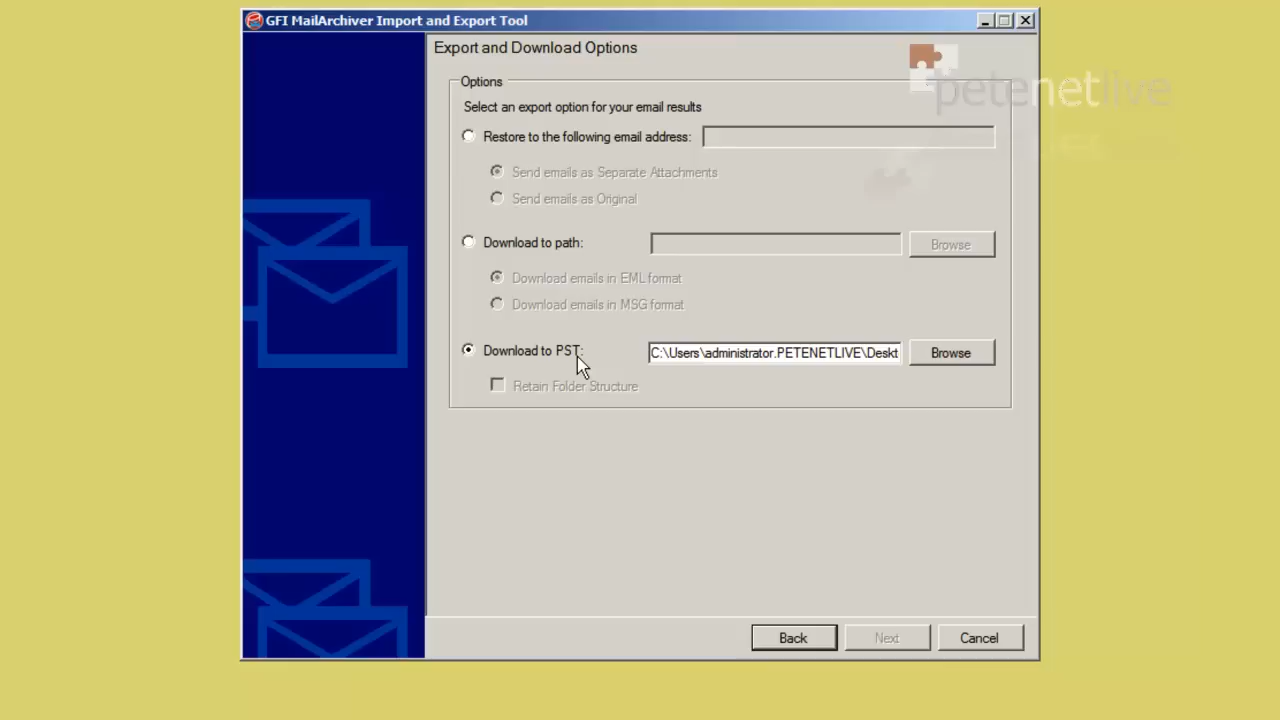 GFI MailArchiver Import and Export Tool
Export and Download Options
petenetlive
Options
Select an export option for your email results
Restore to the following email address:
Send emails as Separate Attachments
Send emails as Original
Download to path:
Browse
Download emails in EML format
Download emails in MSG format
Download to PST:
C:\Users\administrator.PETENETLIVE\Deskt
Browse
Retain Folder Structure
Back
Next
Cancel